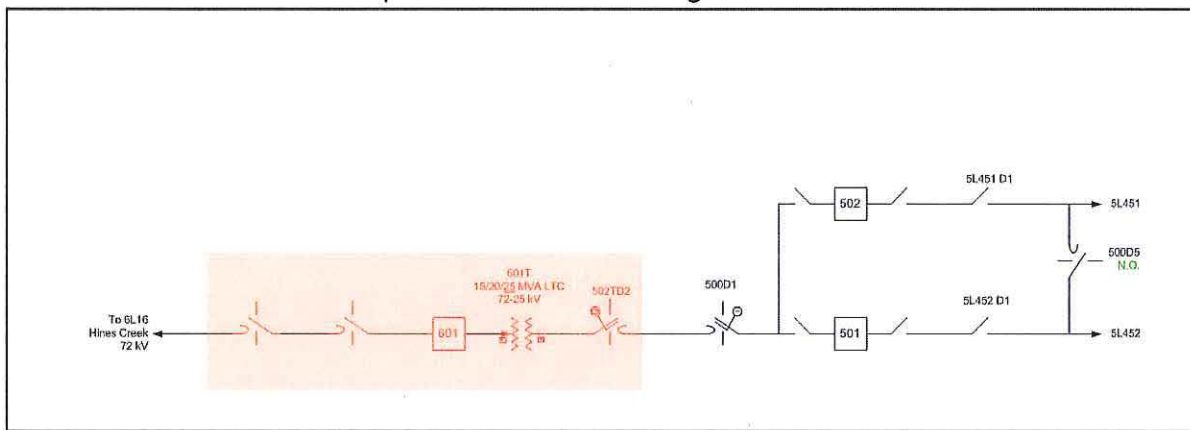 601T
15/20/25 MVA LTC
72-25 kV
502TD2
500D1
5L451 D1
502
5L451
500D5
N.O.
To 6L16
Hines Creek
72 kV
601
5L452 D1
501
5L452